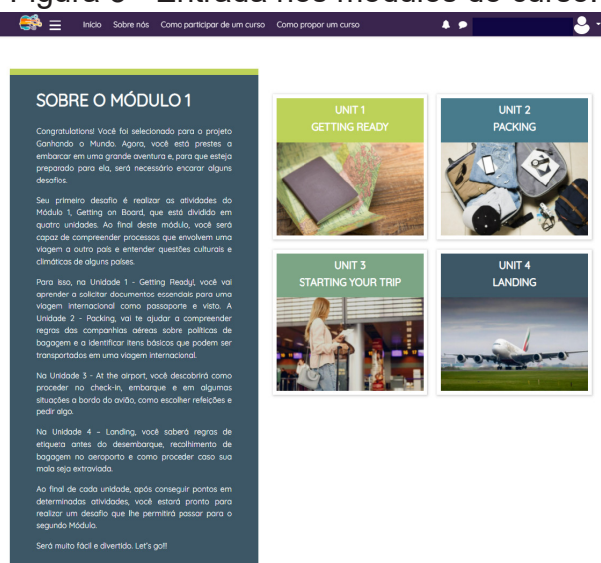 Figura 3 - Entrada nos módulos do curso.
Início Sobre nós Como participar de um curso Como propor um curso
SOBRE O MÓDULO 1
Congratulations! Você foi selecionado para o projeto
Ganhando o Mundo. Agora, você está prestes a
embarcar em uma grande aventura e, para que esteja
preparado para ela, será necessário encarar alguns
desafios.
Seu primeiro desafio é realizar as atividades do
Módulo 1, Getting on Board, que está dividido em
quatro unidades. Ao final deste módulo, você será
capaz de compreender processos que envolvem uma
viagem a outro país e entender questões culturais e
climáticas de alguns países.
Para isso, na Unidade 1 - Getting Ready!, você vai
aprender a solicitar documentos essenciais para uma
viagem internacional como passaporte e visto. A
Unidade 2 - Packing, vai te ajudar a compreender
regras das companhias aéreas sobre políticas de
bagagem e a identificar itens básicos que podem ser
transportados em uma viagem internacional.
Na Unidade 3 - At the airport, você descobrirá como
proceder no check-in, embarque e em algumas
situações a bordo do avião, como escolher refeições e
pedir algo.
Na Unidade 4 – Landing, você saberá regras de
etiqueta antes do desembarque, recolhimento de
bagagem no aeroporto e como proceder caso sua
mala seja extraviada.
Ao final de cada unidade, após conseguir pontos em
determinadas atividades, você estará pronto para
realizar um desafio que lhe permitirá passar para o
segundo Módulo.
Será muito fácil e divertido. Let's go!!
UNIT 1
GETTING READY
UNIT 2
PACKING
UNIT 3
STARTING YOUR TRIP
UNIT 4
LANDING